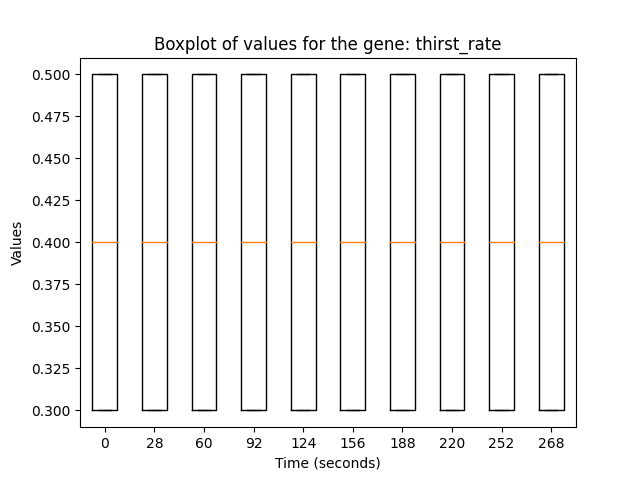 Boxplot of values for the gene: thirst_rate
0.500
0.475
0.450
0.425
0.400
0.375
0.350
0.325
0.300
Values
0 28 60 92 124 156 188 220 252 268
Time (seconds)